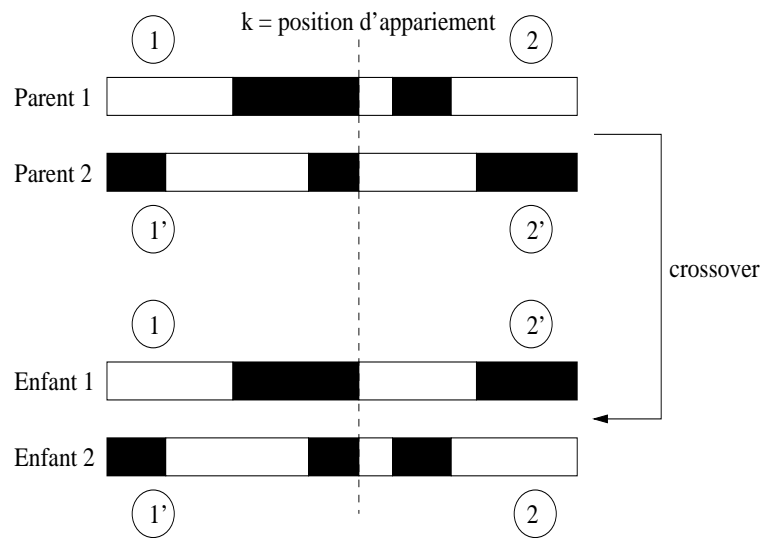 k = position d'appariement
1
2
Parent 1
Parent 2
1'
2'
crossover
1
2'
Enfant 1
Enfant 2
1'
2